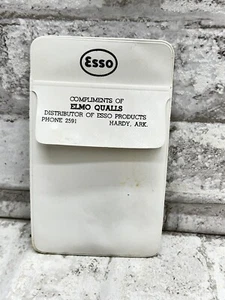 Esso
COMPLIMENTS OF
ELMO QUALLS
DISTRIBUTOR OF ESSO PRODUCTS
PHONE 2591 HARDY, ARK.